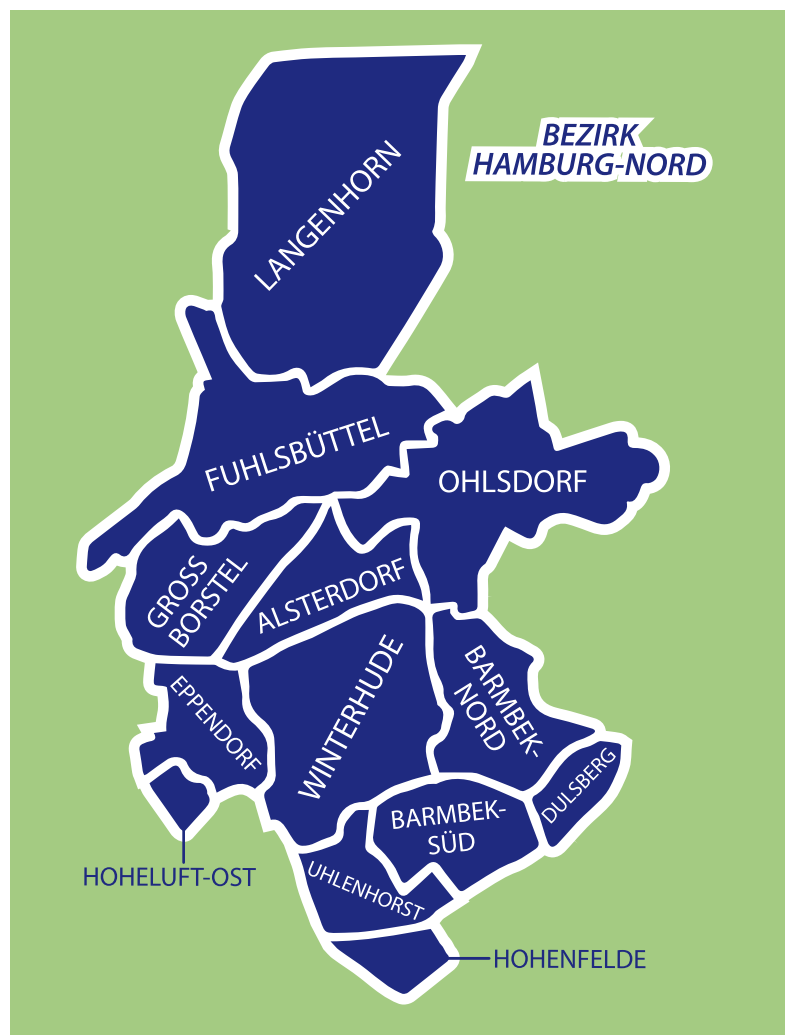 BEZIRK
HAMBURG-NORD
LANGENHORN
FUHLSBÜTTEL
OHLSDORF
GROSS
BORSTEL
ALSTERDORF
EPPENDORF
WINTERHUDE
BARMBEK-
NORD
DULSBERG
BARMBEK-
SÜD
HOHELUFT-OST
UHLENHORST
HOHENFELDE